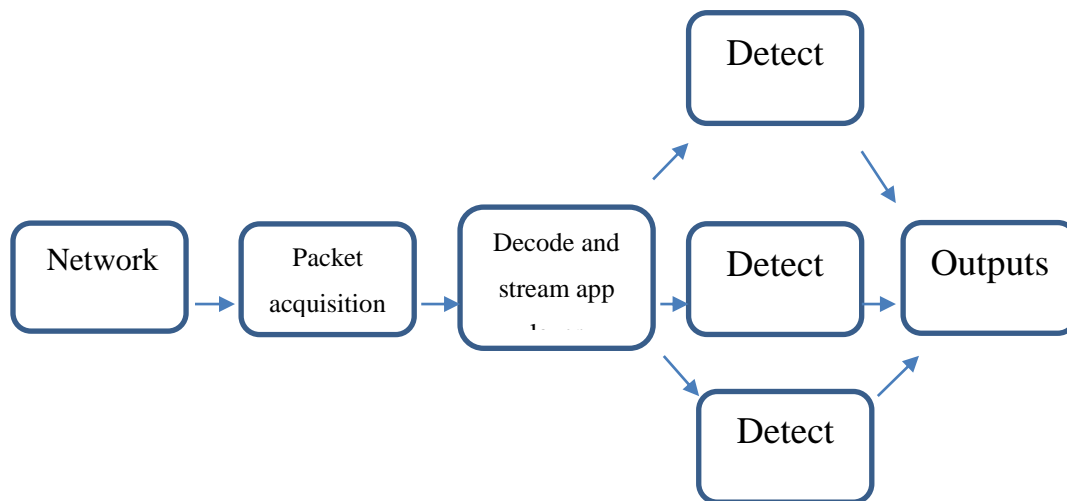 Detect
Network
Packet
acquisition
Decode and
stream app
Detect
Outputs
Detect